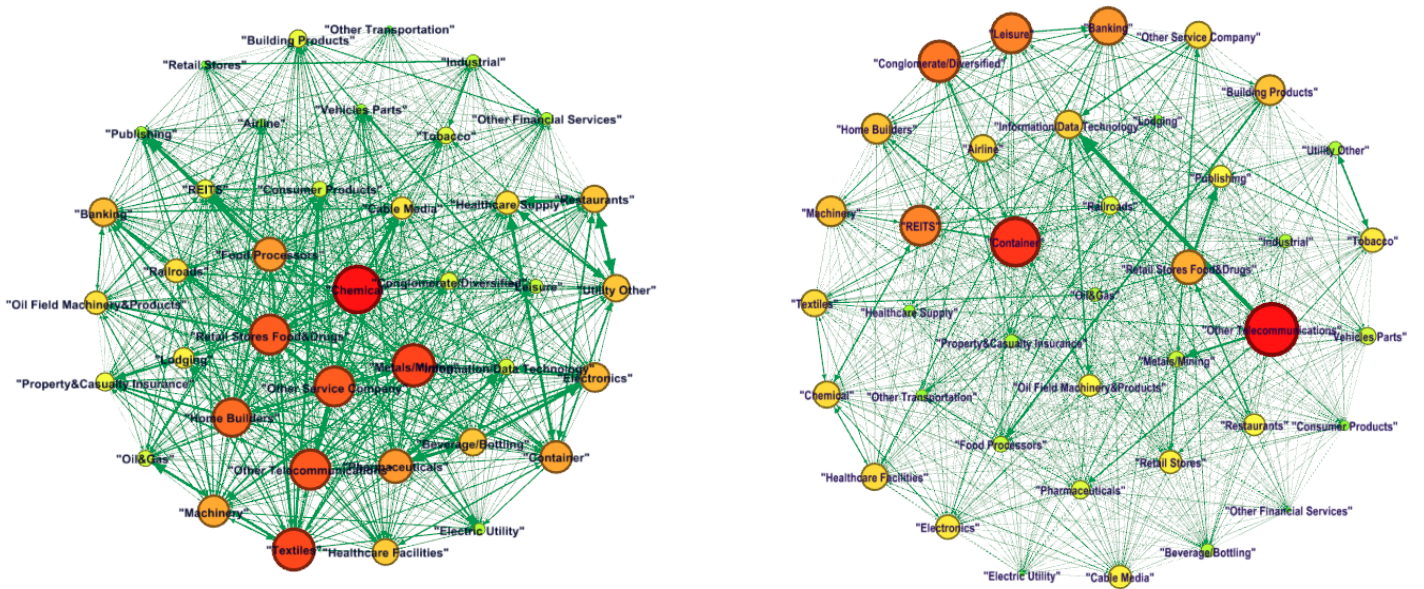 "Other Transportation"
"Building Products"
"Retail Stores"
"Industrial"
"Vehicles Parts"
"Other Financial Services"
"Publishing"
"Airline"
"Tobacco"
"REITS"
"Consumer Products"
"Banking"
"Cable Media"
"Healthcare Supply"
"Restaurants"
"Food Processors"
"Railroads"
"Oil Field Machinery&Products"
"Chemical"
"Conglomerate/Diversified"
"Leisure"
"Utility Other"
"Retail Stores Food&Drugs"
"Lodging"
"Property&Casualty Insurance"
"Metals/Mining"
"Information/Data Technology"
"Electronics"
"Other Service Company"
"Home Builders"
"Oil&Gas"
"Other Telecommunications"
"Pharmaceuticals"
"Beverage/Bottling"
"Container"
"Machinery"
"Electric Utility"
"Textiles"
"Healthcare Facilities"
"Leisure"
"Banking"
"Other Service Company"
"Conglomerate/Diversified"
"Building Products"
"Home Builders"
"Information/Data Technology"
"Lodging"
"Airline"
"Utility Other"
"Publishing"
"Machinery"
"REITS"
"Railroads"
"Container"
"Industrial"
"Tobacco"
"Retail Stores Food&Drugs"
"Textiles"
"Healthcare Supply"
"Oil&Gas"
"Other Telecommunications"
"Vehicles Parts"
"Property&Casualty Insurance"
"Metals/Mining"
"Chemical"
"Other Transportation"
"Oil Field Machinery&Products"
"Food Processors"
"Restaurants"
"Consumer Products"
"Healthcare Facilities"
"Retail Stores"
"Pharmaceuticals"
"Electronics"
"Other Financial Services"
"Beverage/Bottling"
"Electric Utility"
"Cable Media"